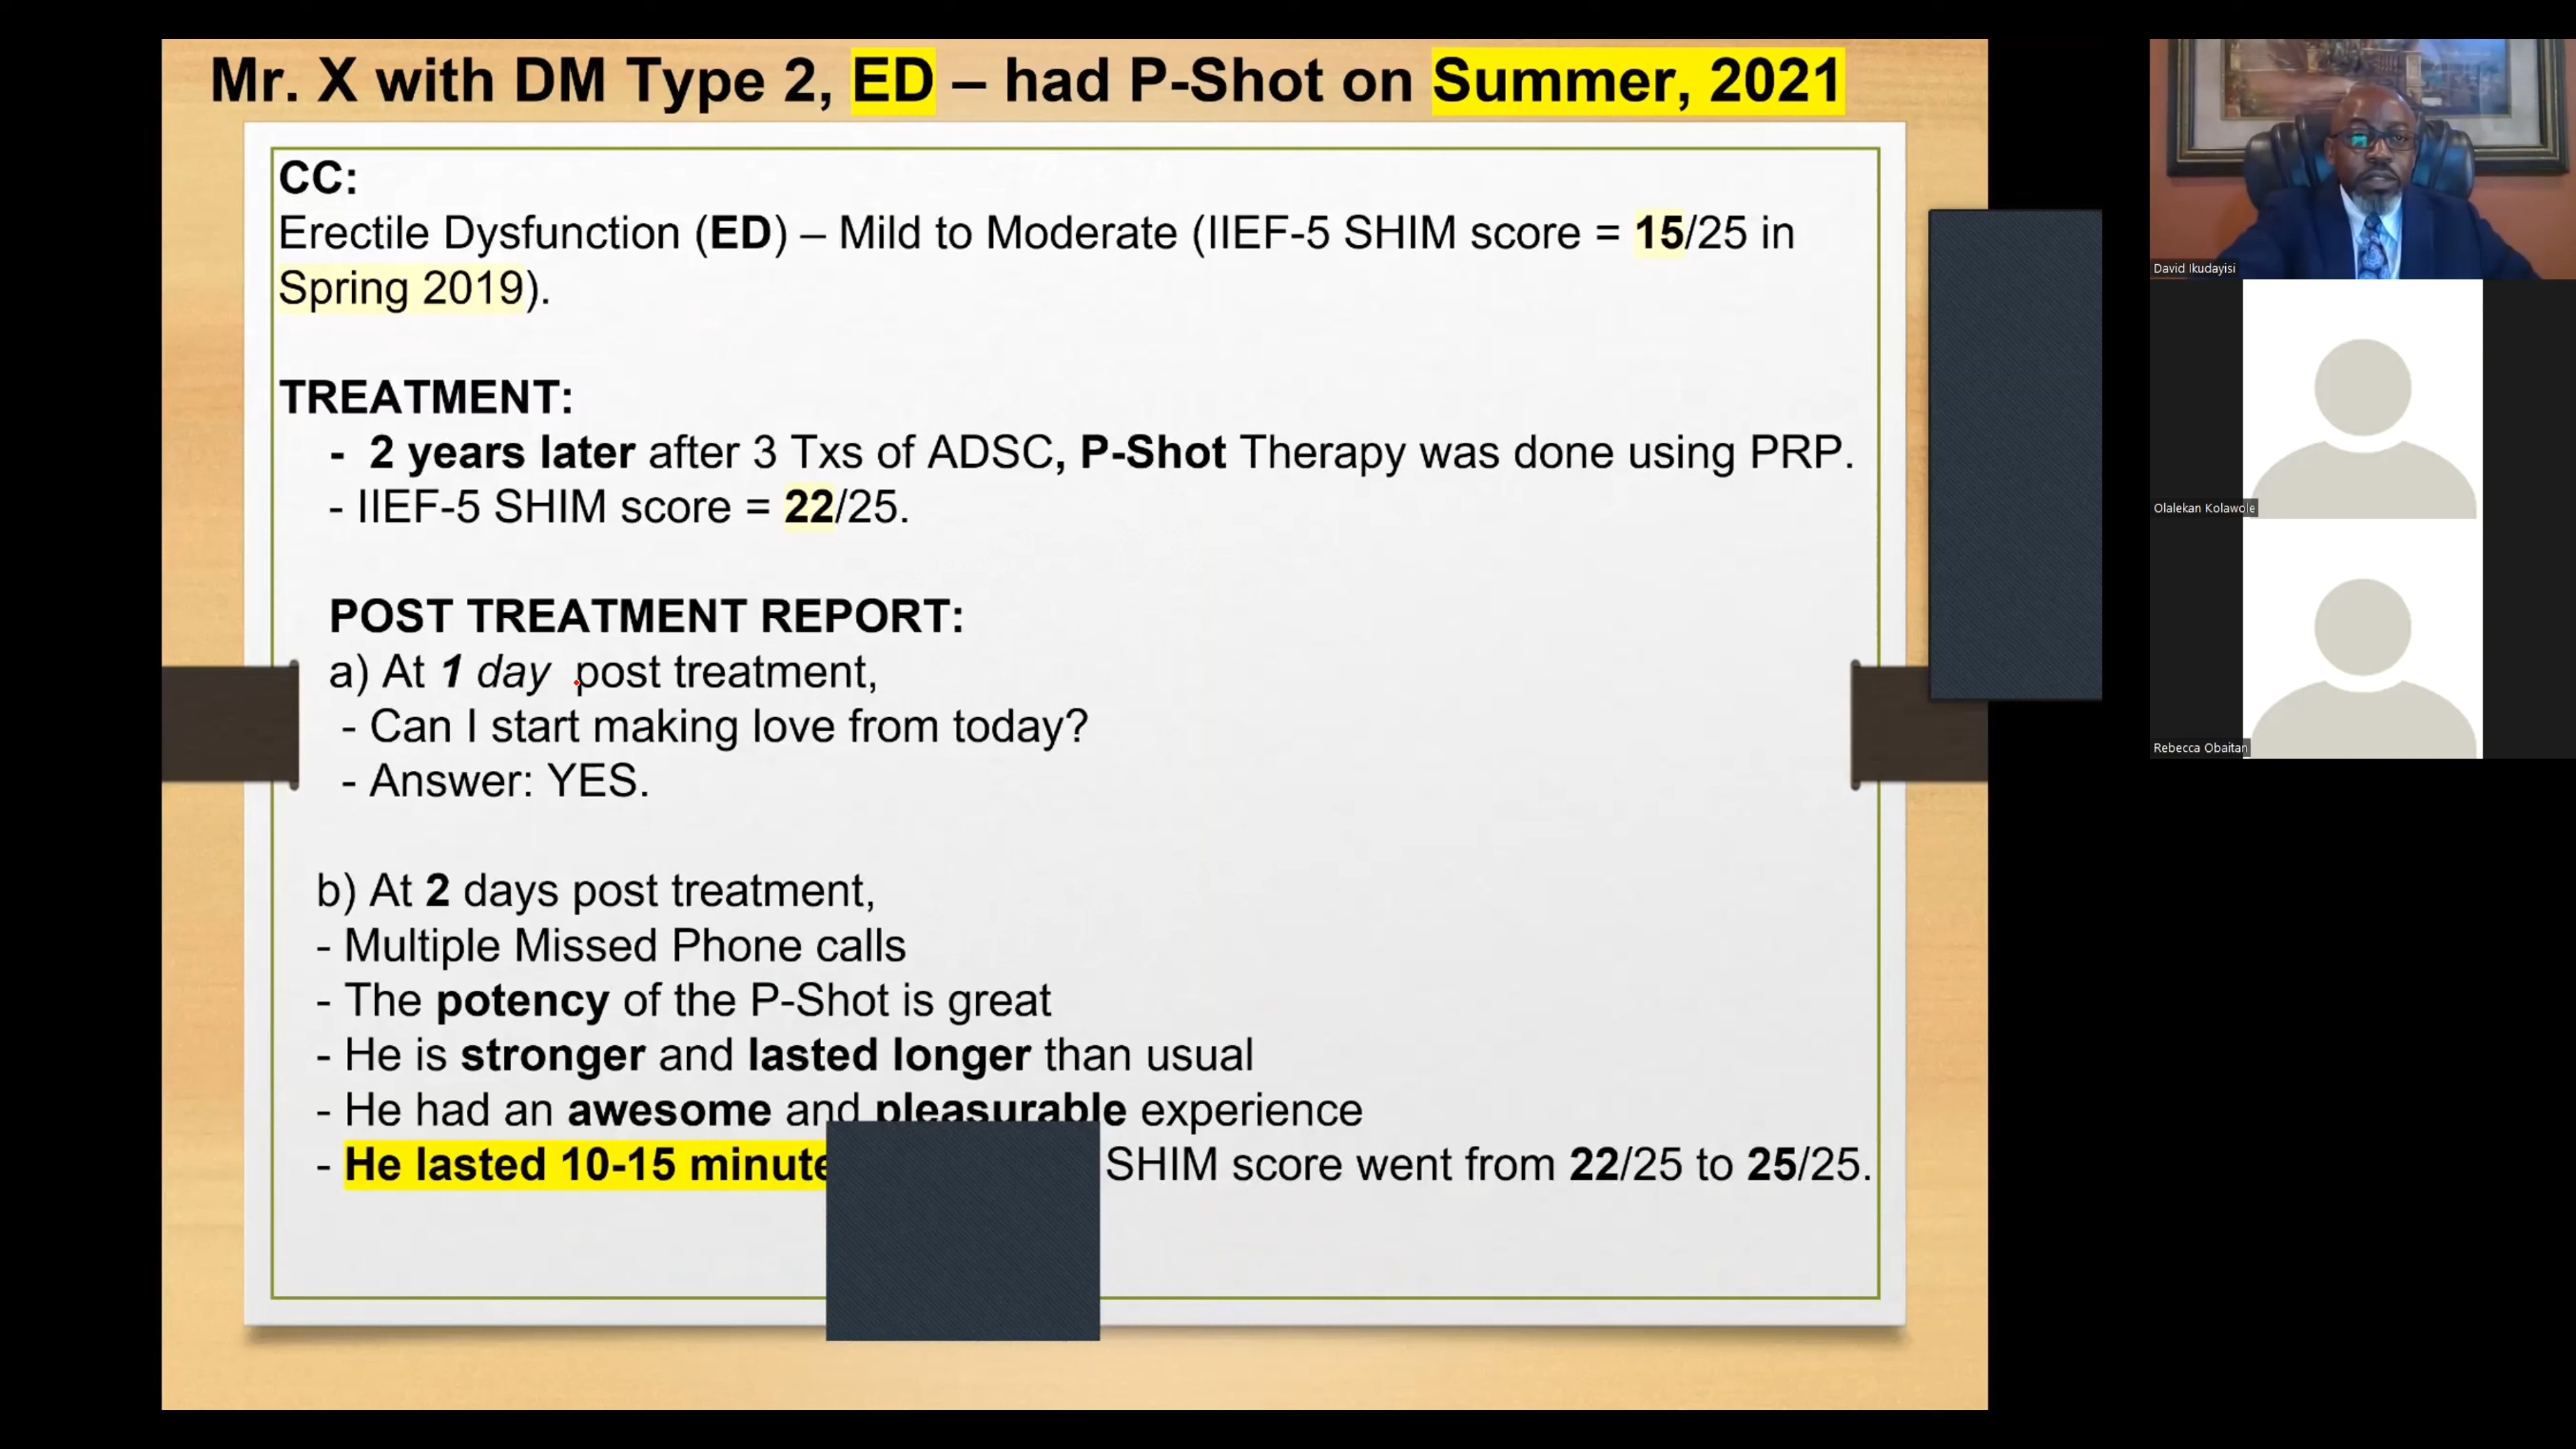 Mr. X with DM Type 2, ED – had P-Shot on Summer, 2021
CC:
Erectile Dysfunction (ED) – Mild to Moderate (IIEF-5 SHIM score = 15/25 in
Spring 2019).
TREATMENT:
- 2 years later after 3 Txs of ADSC, P-Shot Therapy was done using PRP.
- IIEF-5 SHIM score = 22/25.
POST TREATMENT REPORT:
a) At 1 day post treatment,
- Can I start making love from today?
- Answer: YES.
b) At 2 days post treatment,
- Multiple Missed Phone calls
- The potency of the P-Shot is great
- He is stronger and lasted longer than usual
- He had an awesome and pleasurable experience
- He lasted 10-15 minute SHIM score went from 22/25 to 25/25.
David Ikudayisi
Olalekan Kolawole
Rebecca Obaitan